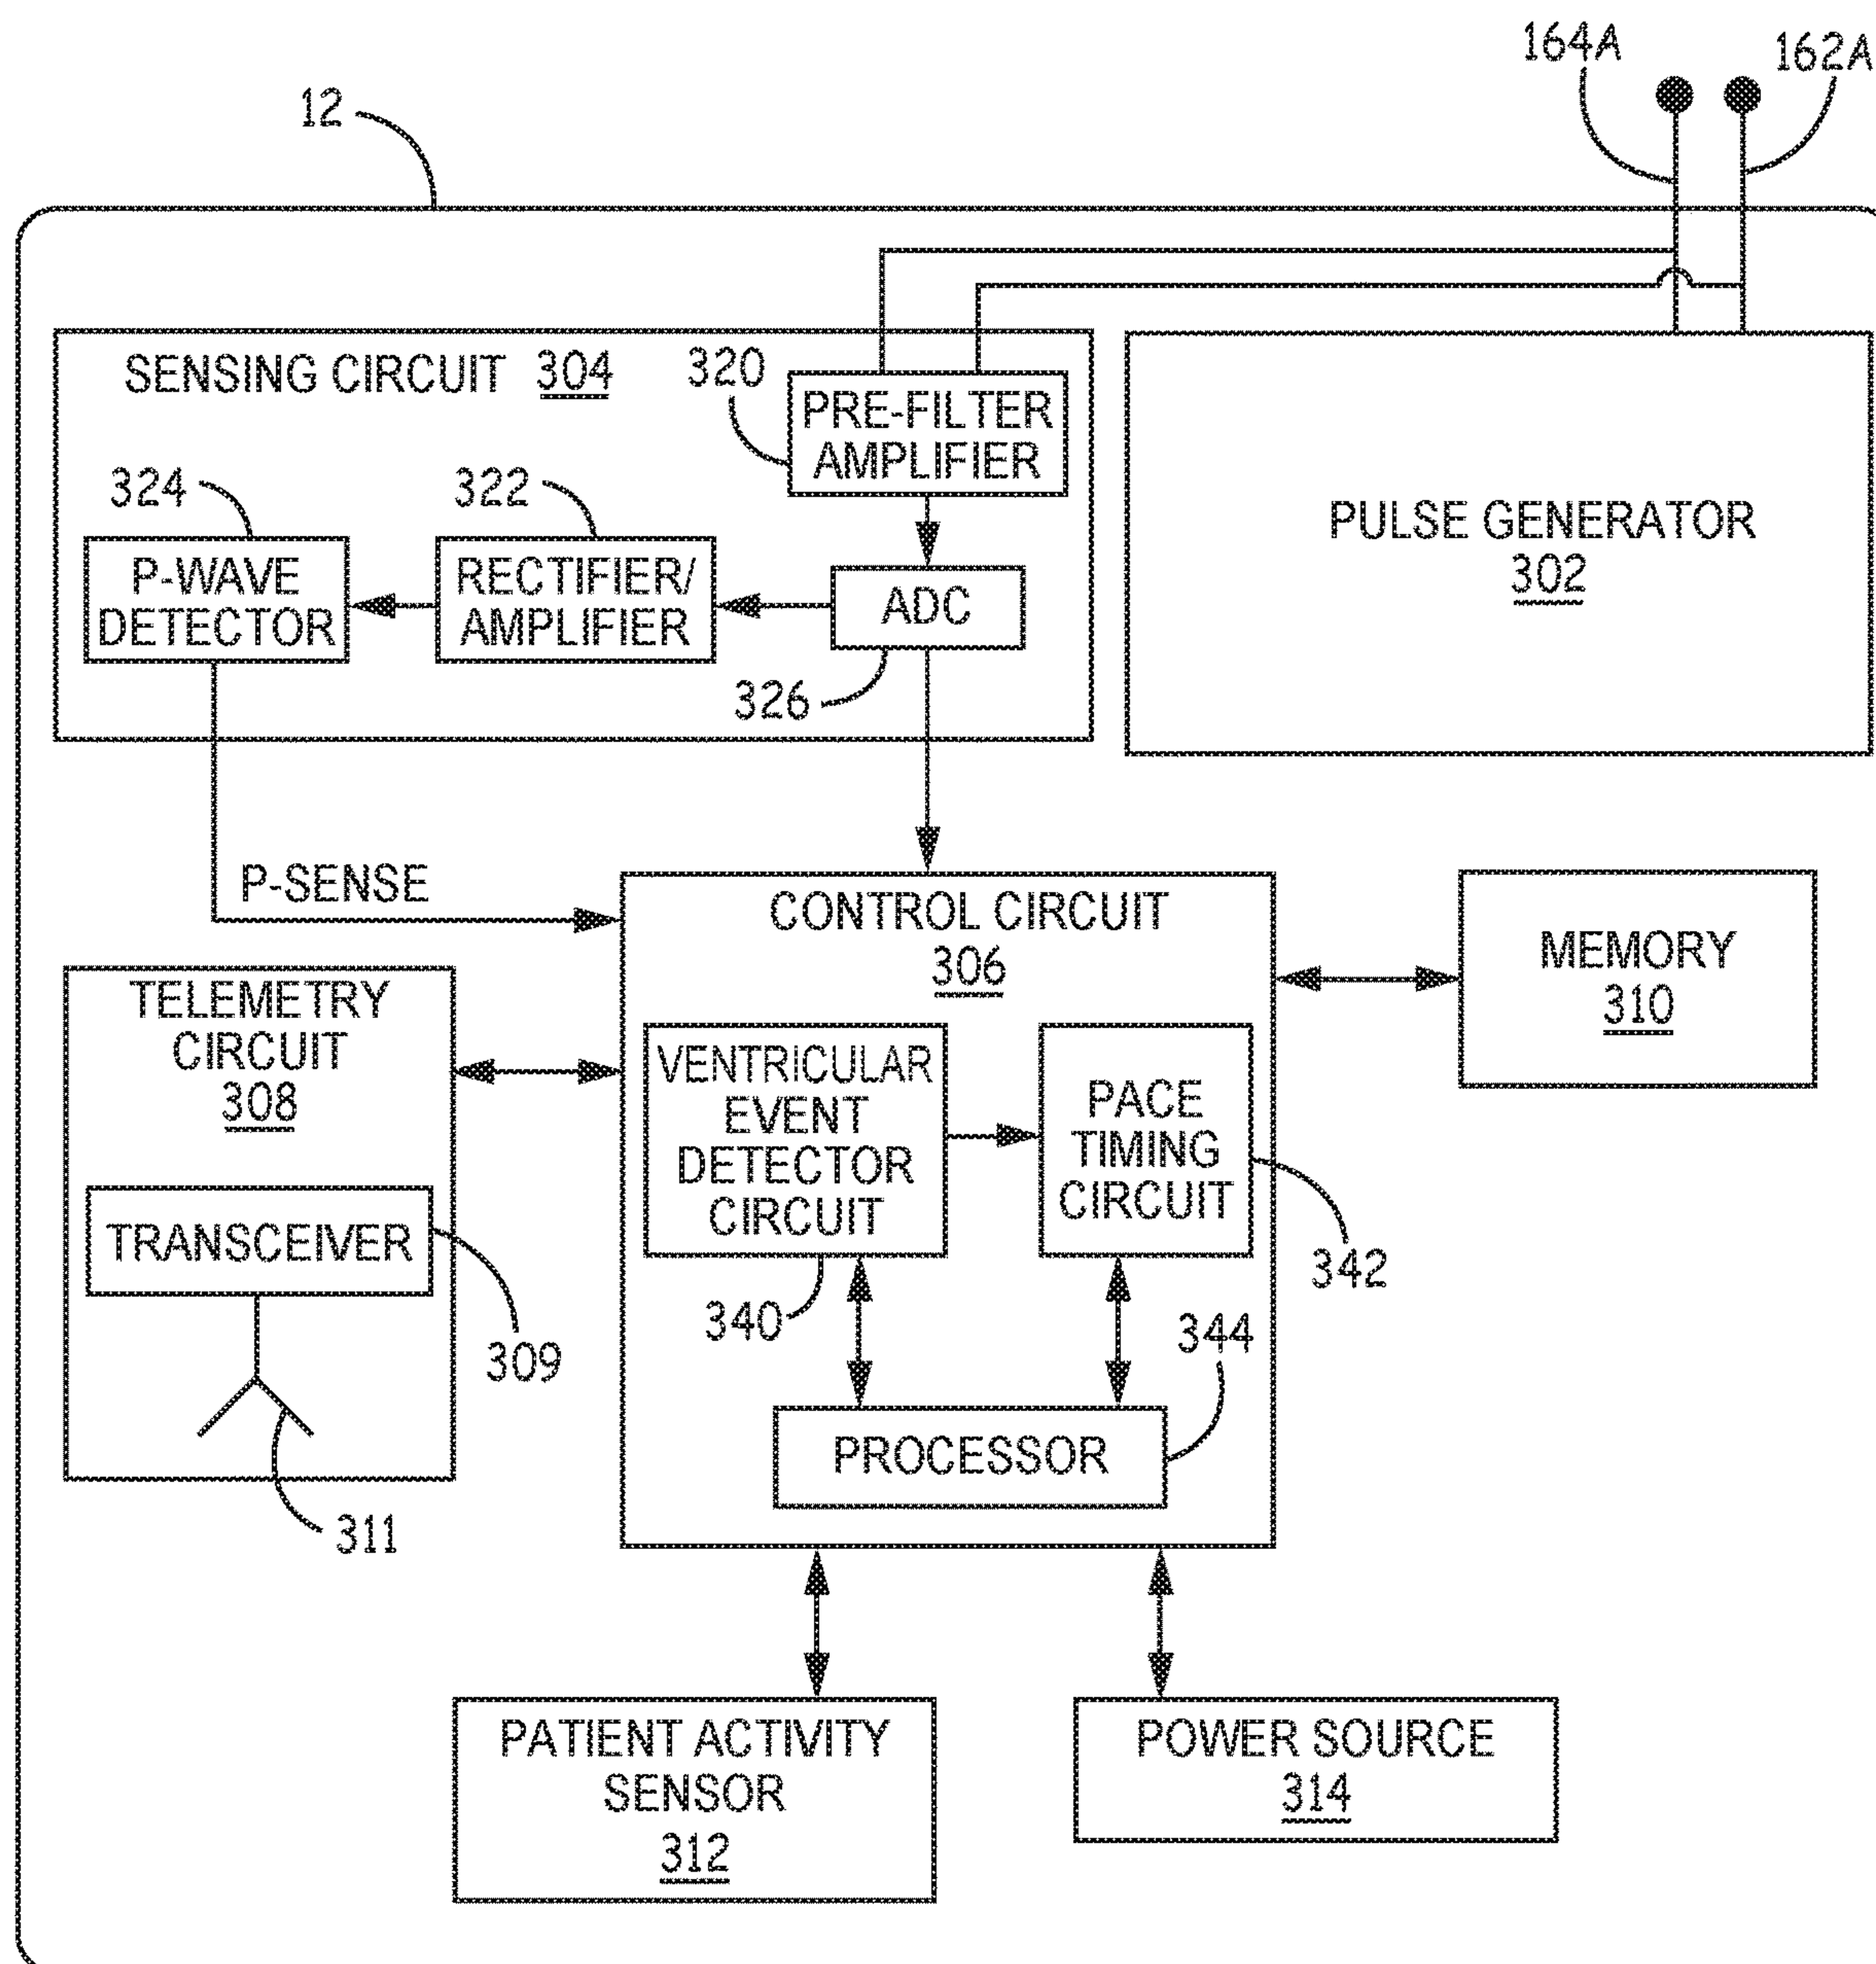 164A
162A
12
SENSING CIRCUIT 304
320
PRE-FILTER
AMPLIFIER
PULSE GENERATOR
302
324
322
P-WAVE
DETECTOR
RECTIFIER/
AMPLIFIER
ADC
326
P-SENSE
CONTROL CIRCUIT
306
MEMORY
310
TELEMETRY
CIRCUIT
308
VENTRICULAR
EVENT
DETECTOR
CIRCUIT
PACE
TIMING
CIRCUIT
TRANSCEIVER
342
340
344
309
PROCESSOR
311
PATIENT ACTIVITY
SENSOR
312
POWER SOURCE
314